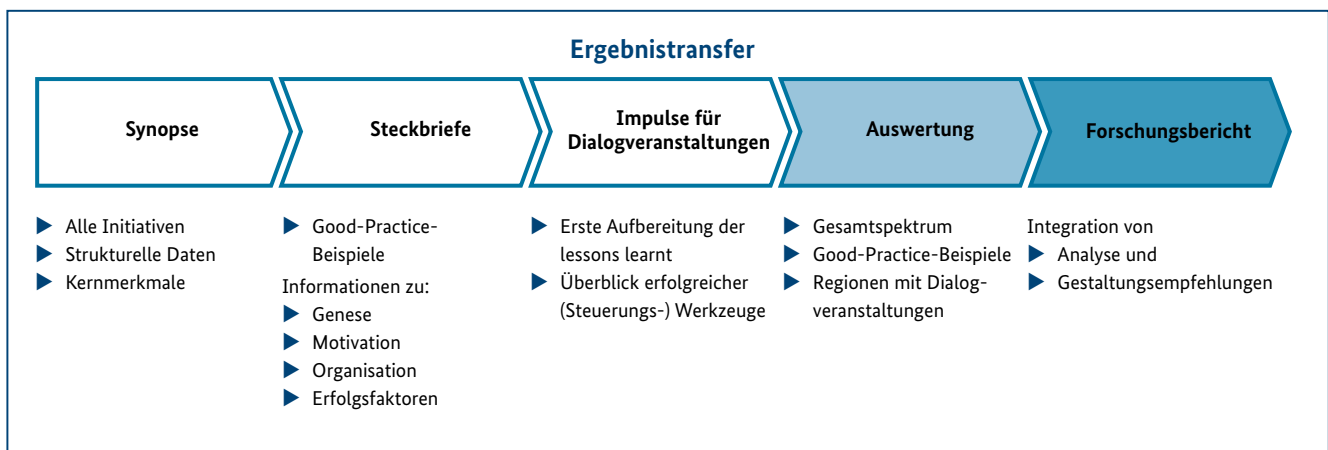 Ergebnistransfer
Synopse
Steckbriefe
Impulse für
Dialogveranstaltungen
Auswertung
Forschungsbericht
Alle Initiativen
Strukturelle Daten
Kernmerkmale
Good-Practice-
Beispiele
Informationen zu:
Genese
Motivation
Organisation
Erfolgsfaktoren
Erste Aufbereitung der
lessons learnt
Überblick erfolgreicher
(Steuerungs-) Werkzeuge
Gesamtspektrum
Good-Practice-Beispiele
Regionen mit Dialog-
veranstaltungen
Integration von
Analyse und
Gestaltungsempfehlungen